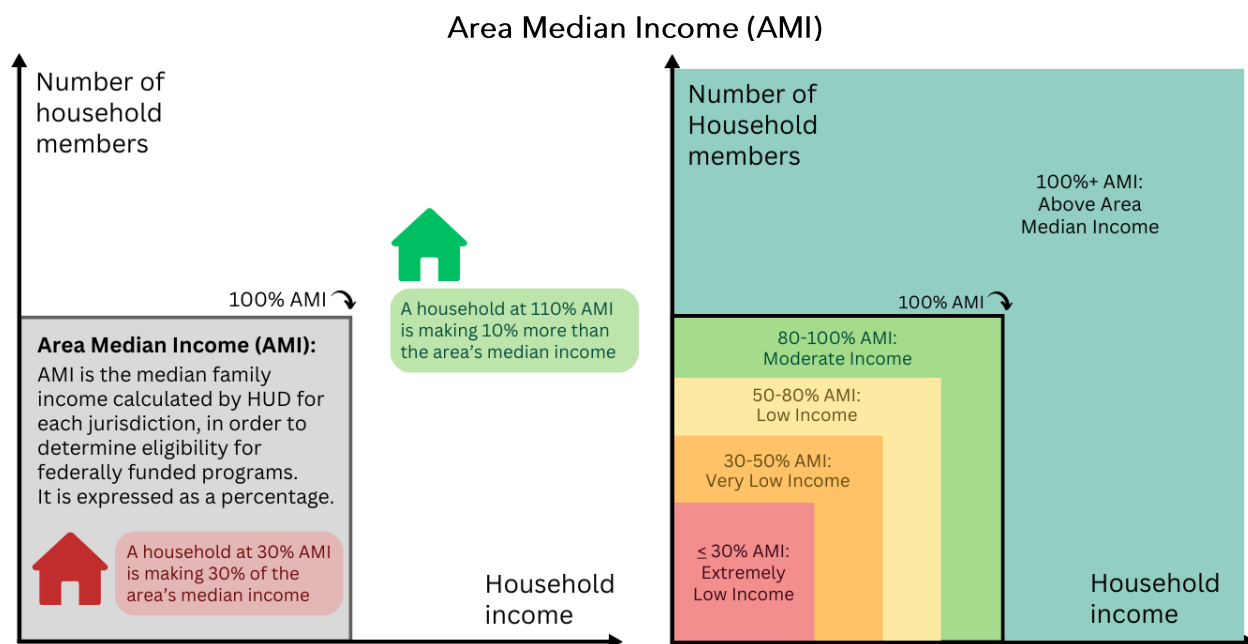 Area Median Income (AMI)
Number of
household
members
100% AMI
A household at 110% AMI
is making 10% more than
the area's median income
Area Median Income (AMI):
AMI is the median family
income calculated by HUD for
each jurisdiction, in order to
determine eligibility for
federally funded programs.
It is expressed as a percentage.
A household at 30% AMI
is making 30% of the
area's median income
Household
income
Number of
Household
members
100%+ AMI:
Above Area
Median Income
100% AMI
80-100% AMI:
Moderate Income
50-80% AMI:
Low Income
30-50% AMI:
Very Low Income
≤ 30% AMI:
Extremely
Low Income
Household
income